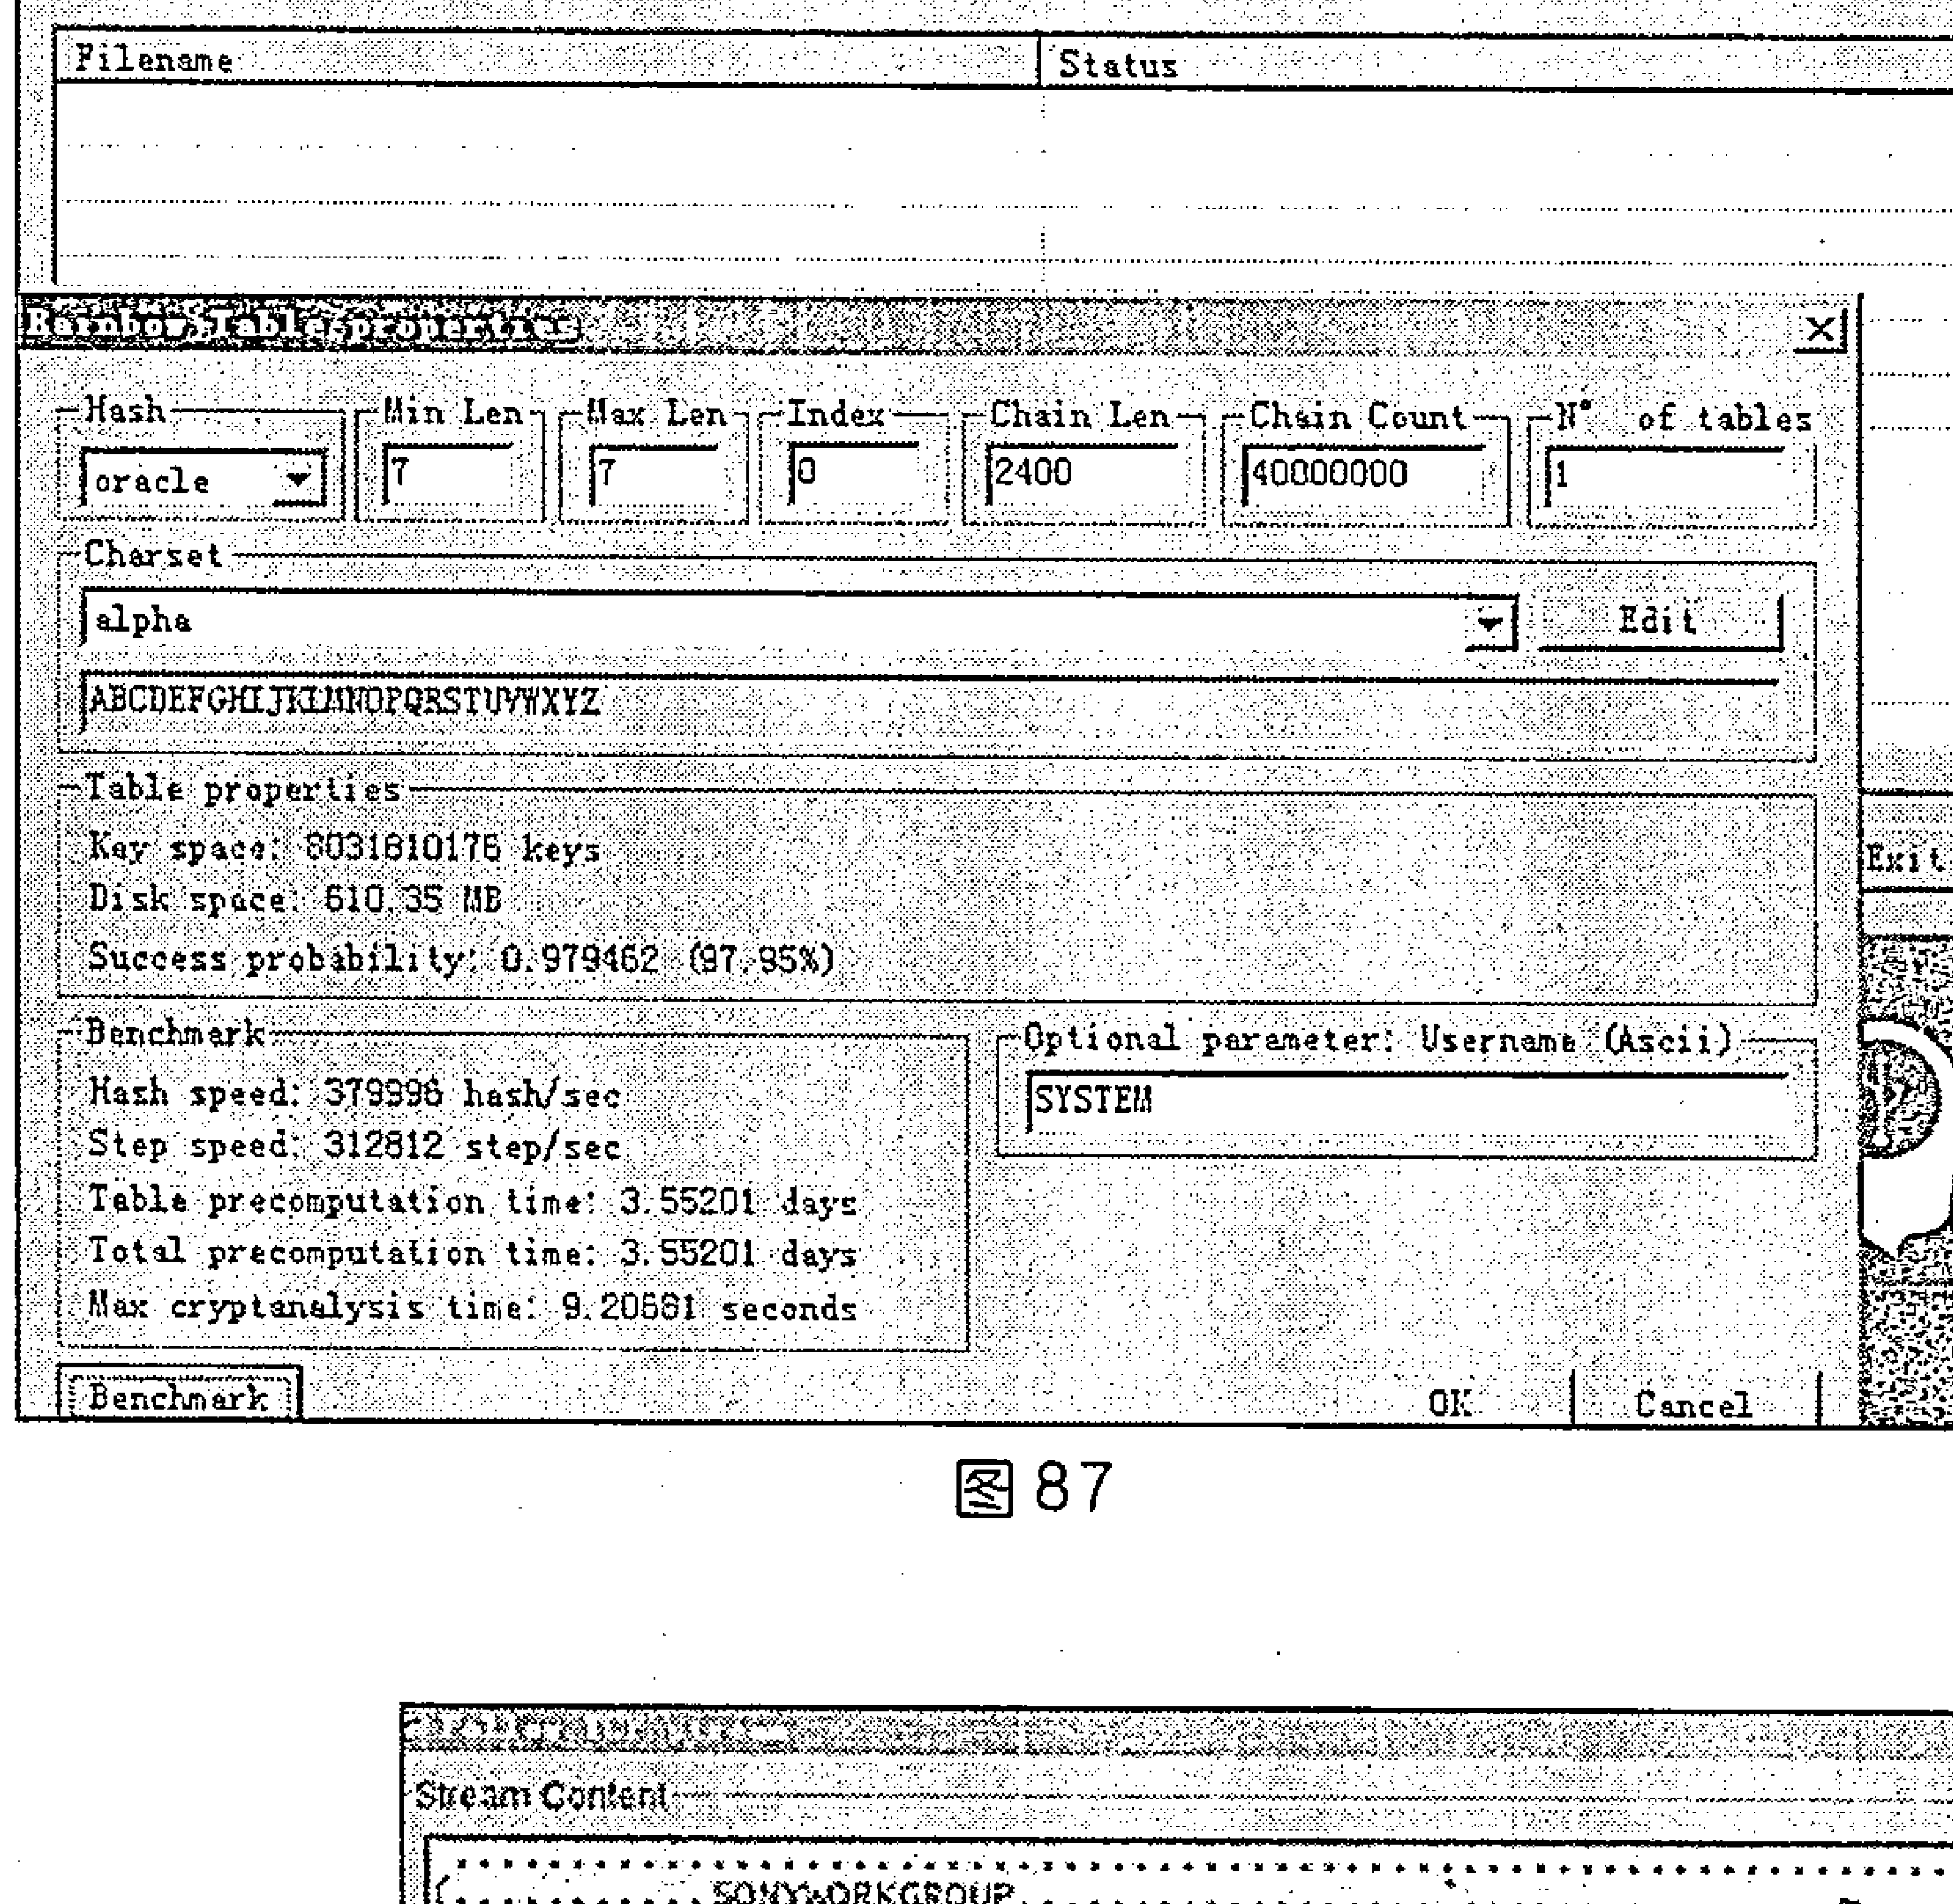 Filename Status
Rainbow Table properties
Hash Min Len Max Len Index Chain Len Chain Count N° of tables
oracle 7 7 0 2400 40000000 1
Charset
alpha Edit
ABCDEFGHIJKLMNOPQRSTUVWXYZ
Table properties
Key space: 8031810176 keys
Disk space: 610.35 MB
Exit
Success probability: 0.979462 (97.95%)
Benchmark
Optional parameter: Username (Ascii)
Hash speed: 379996 hash/sec
SYSTEM
Step speed: 312812 step/sec
Table precomputation time: 3.55201 days
Total precomputation time: 3.55201 days
Max cryptanalysis time: 9.20681 seconds
Benchmark OK Cancel
图 87
Stream Content